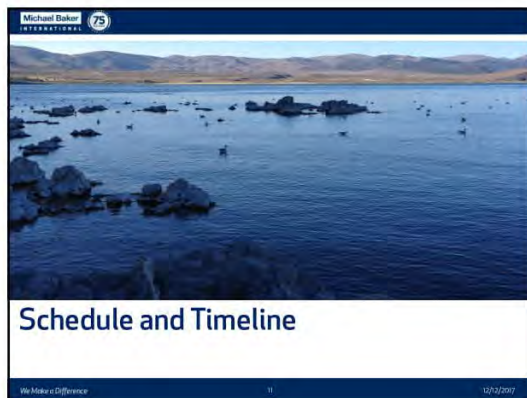 Michael Baker
INTERNATIONAL
75
Schedule and Timeline
We Make a Difference
11
12/12/2017